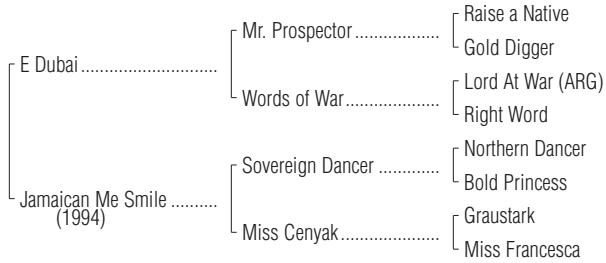 Raise a Native
Mr. Prospector ..................
Gold Digger
E Dubai ............................
Lord At War (ARG)
Words of War....................
Right Word
Northern Dancer
Sovereign Dancer .............
Bold Princess
Jamaican Me Smile ..........
(1994)
Graustark
Miss Cenyak.....................
Miss Francesca